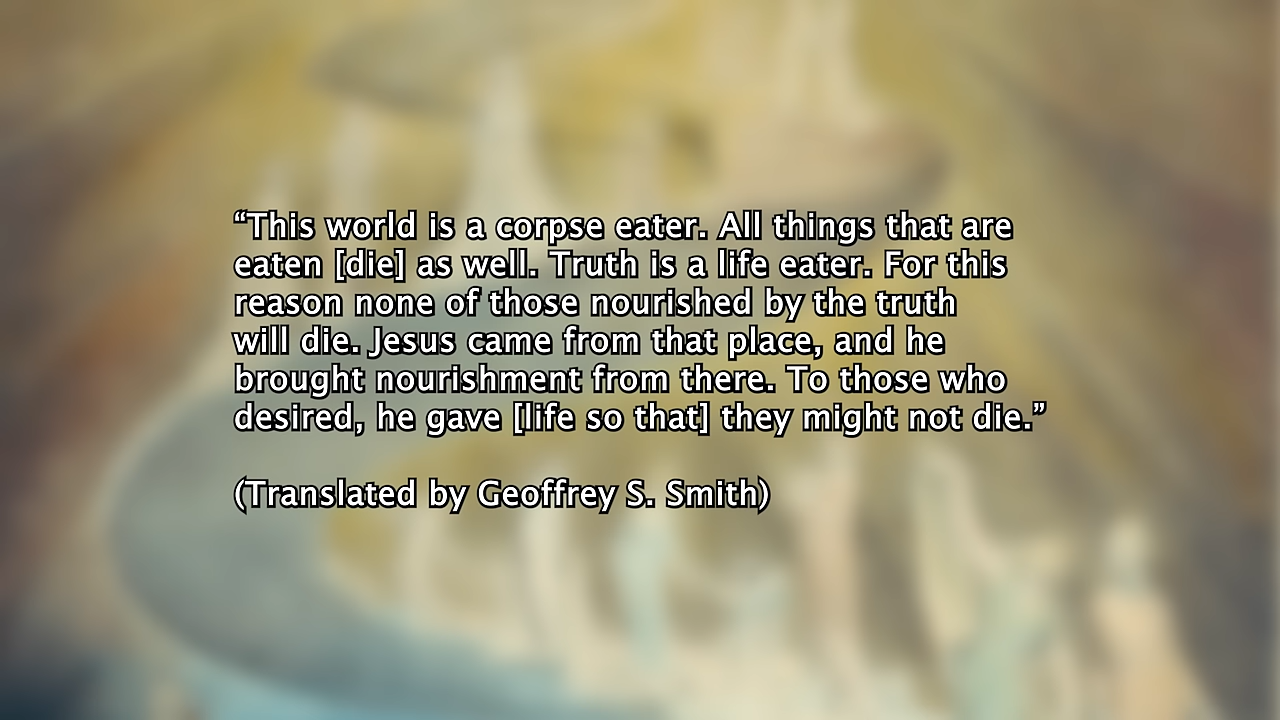 “This world is a corpse eater. All things that are
eaten [die] as well. Truth is a life eater. For this
reason none of those nourished by the truth
will die. Jesus came from that place, and he
brought nourishment from there. To those who
desired, he gave [life so that] they might not die.”
(Translated by Geoffrey S. Smith)